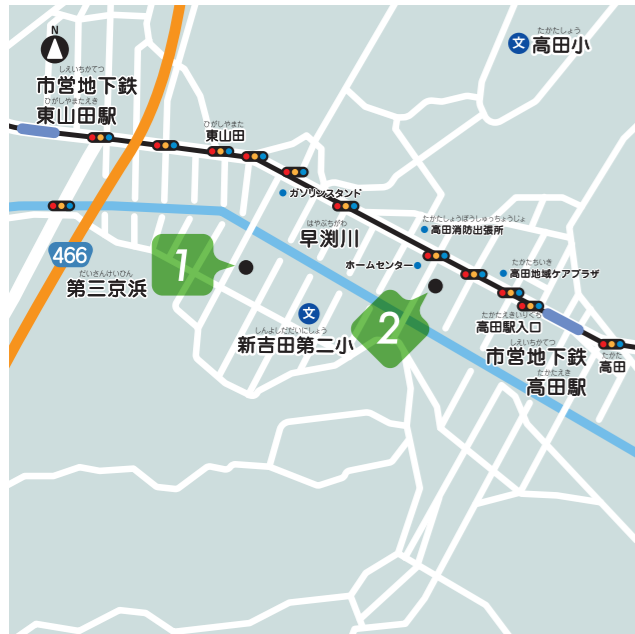 N
たかたしょう
文 高田小
しえいちかてつ
市営地下鉄
ひがしやまたえき
東山田駅
ひがしやまた
東山田
ガソリンスタンド
はやぶちがわ
早渕川
たかたしょうぼうしゅっちょうじょ
高田消防出張所
ホームセンター
たかたちいき
高田地域ケアプラザ
466
だいさんけいひん
第三京浜
1
文
しんよしだだいにしょう
新吉田第二小
2
たかたえきいりぐち
高田駅入口
しえいちかてつ
市営地下鉄
たかたえき
高田駅
たかた
高田